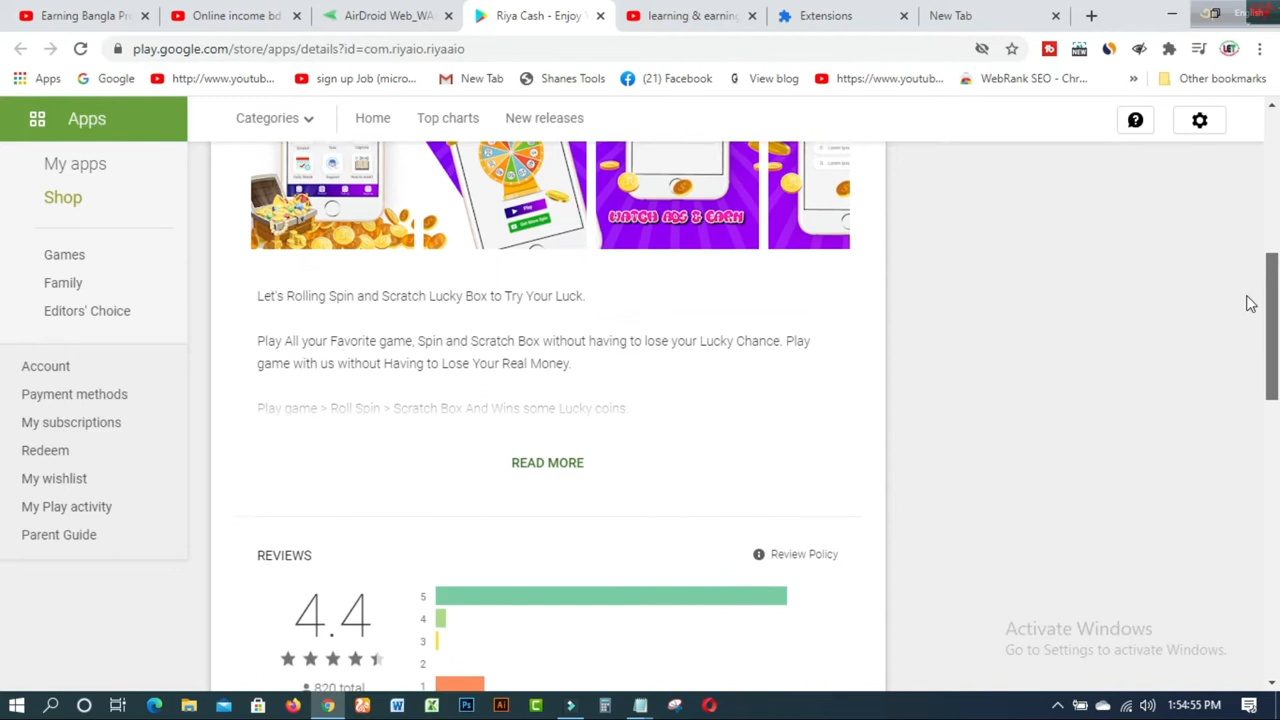 Earning Bangla Pro
Online income bd
AirDroid Web_WA
Riya Cash - Enjoy
learning & earning
Extensions
New Tab
English
play.google.com/store/apps/details?id=com.riyaio.riyaaio
Apps
Google
http://www.youtub...
sign up Job (micro...
New Tab
Shanes Tools
(21) Facebook
View blog
https://www.youtub...
WebRank SEO - Chr...
Other bookmarks
Apps
Categories
Home
Top charts
New releases
My apps
Shop
Games
Family
Editors' Choice
Account
Payment methods
My subscriptions
Redeem
My wishlist
My Play activity
Parent Guide
Play
WATCH ADS & EARN
Let's Rolling Spin and Scratch Lucky Box to Try Your Luck.
Play All your Favorite game, Spin and Scratch Box without having to lose your Lucky Chance. Play
game with us without Having to Lose Your Real Money.
Play game > Roll Spin > Scratch Box And Wins some Lucky coins.
READ MORE
REVIEWS
Review Policy
4.4
820 total
5
4
3
2
1
Activate Windows
Go to Settings to activate Windows.
1:54:55 PM